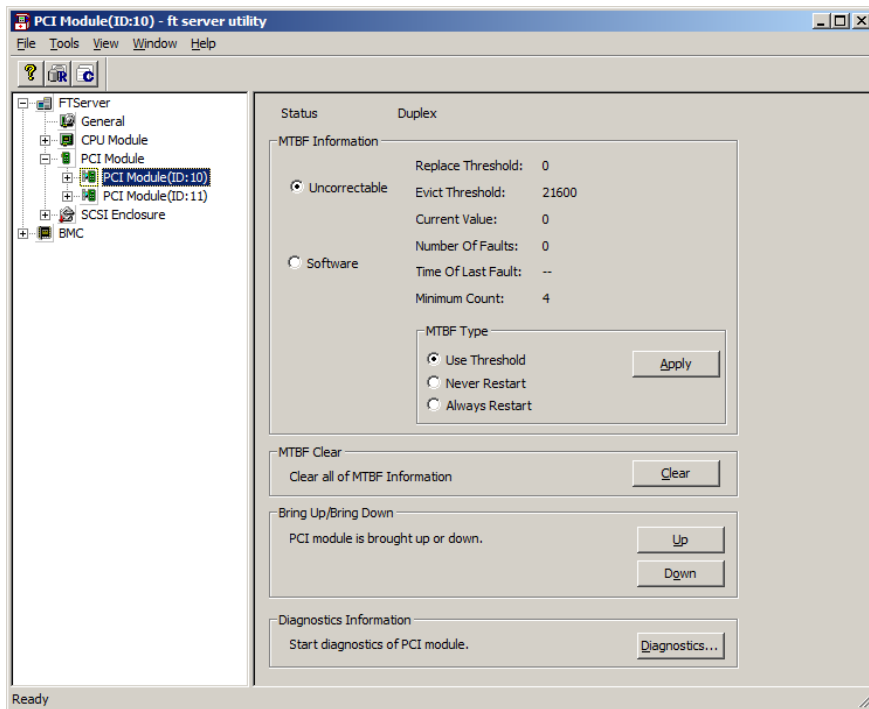 PCI Module(ID:10) - ft server utility
File Tools View Window Help
? R C
FTServer
General
CPU Module
PCI Module
PCI Module(ID:10)
PCI Module(ID:11)
SCSI Enclosure
BMC
Status Duplex
MTBF Information
Uncorrectable
Software
Replace Threshold: 0
Evict Threshold: 21600
Current Value: 0
Number Of Faults: 0
Time Of Last Fault: --
Minimum Count: 4
MTBF Type
Use Threshold
Never Restart
Always Restart
Apply
MTBF Clear
Clear all of MTBF Information
Clear
Bring Up/Bring Down
PCI module is brought up or down.
Up
Down
Diagnostics Information
Start diagnostics of PCI module.
Diagnostics...
Ready